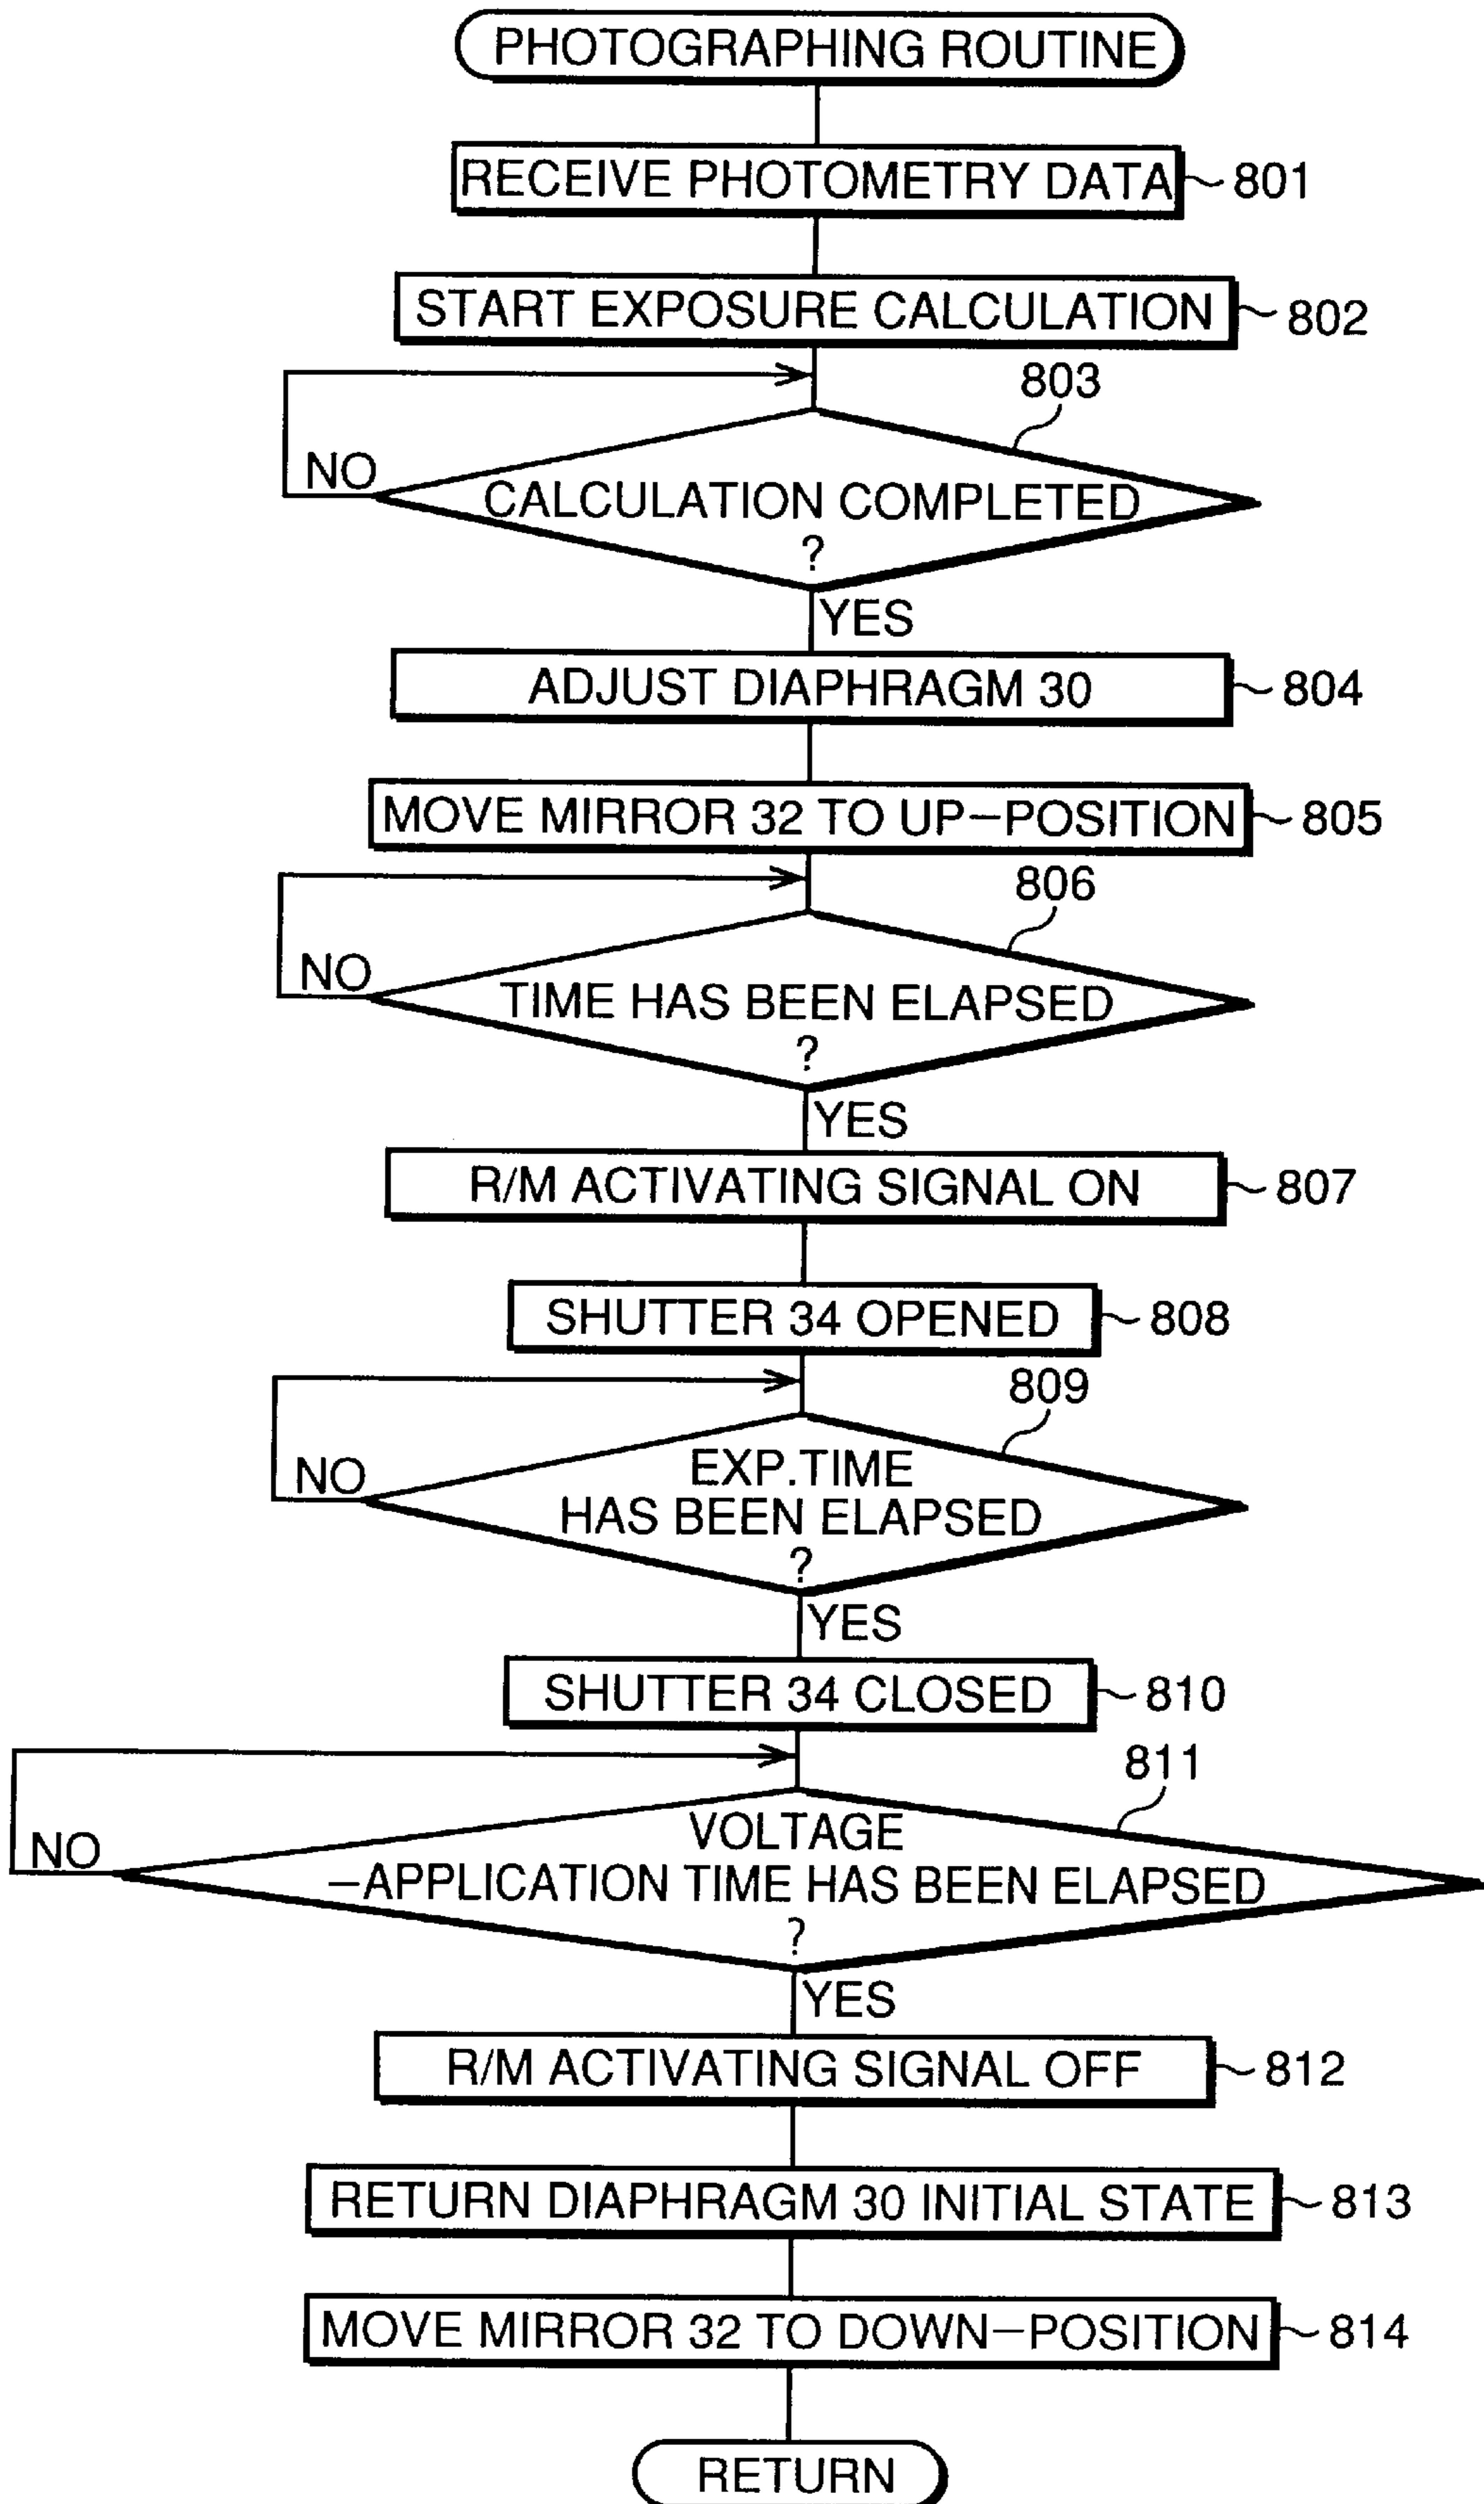 PHOTOGRAPHING ROUTINE
RECEIVE PHOTOMETRY DATA 801
START EXPOSURE CALCULATION 802
803
NO
CALCULATION COMPLETED
?
YES
ADJUST DIAPHRAGM 30 804
MOVE MIRROR 32 TO UP-POSITION 805
806
NO
TIME HAS BEEN ELAPSED
?
YES
R/M ACTIVATING SIGNAL ON 807
SHUTTER 34 OPENED 808
809
NO
EXP.TIME
HAS BEEN ELAPSED
?
YES
SHUTTER 34 CLOSED 810
811
NO
VOLTAGE
-APPLICATION TIME HAS BEEN ELAPSED
?
YES
R/M ACTIVATING SIGNAL OFF 812
RETURN DIAPHRAGM 30 INITIAL STATE 813
MOVE MIRROR 32 TO DOWN-POSITION 814
RETURN